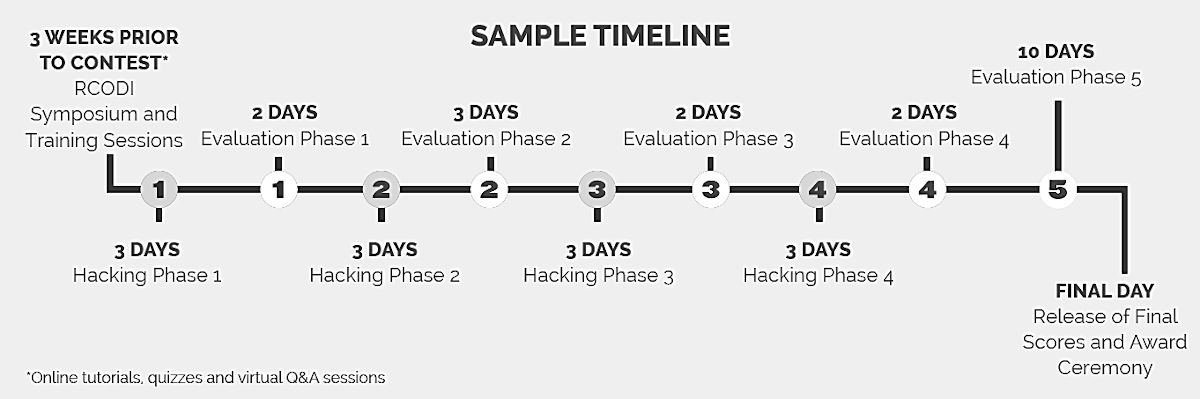 SAMPLE TIMELINE
3 WEEKS PRIOR
TO CONTEST*
RCODI
Symposium and
Training Sessions
2 DAYS
Evaluation Phase 1
3 DAYS
Evaluation Phase 2
2 DAYS
Evaluation Phase 3
2 DAYS
Evaluation Phase 4
10 DAYS
Evaluation Phase 5
1 1 2 2 3 3 4 4 5
3 DAYS
Hacking Phase 1
3 DAYS
Hacking Phase 2
3 DAYS
Hacking Phase 3
3 DAYS
Hacking Phase 4
FINAL DAY
Release of Final
Scores and Award
Ceremony
*Online tutorials, quizzes and virtual Q&A sessions